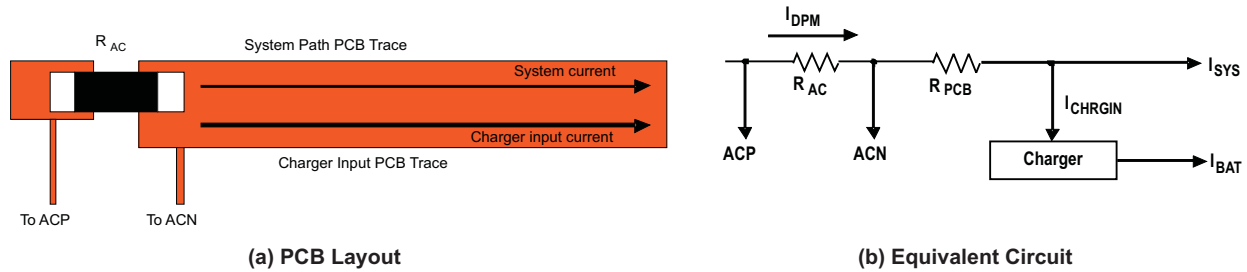 R AC
System Path PCB Trace
System current
Charger input current
Charger Input PCB Trace
To ACP
To ACN
(a) PCB Layout
I DPM
R AC
R PCB
I SYS
I CHRGIN
ACP
ACN
Charger
I BAT
(b) Equivalent Circuit